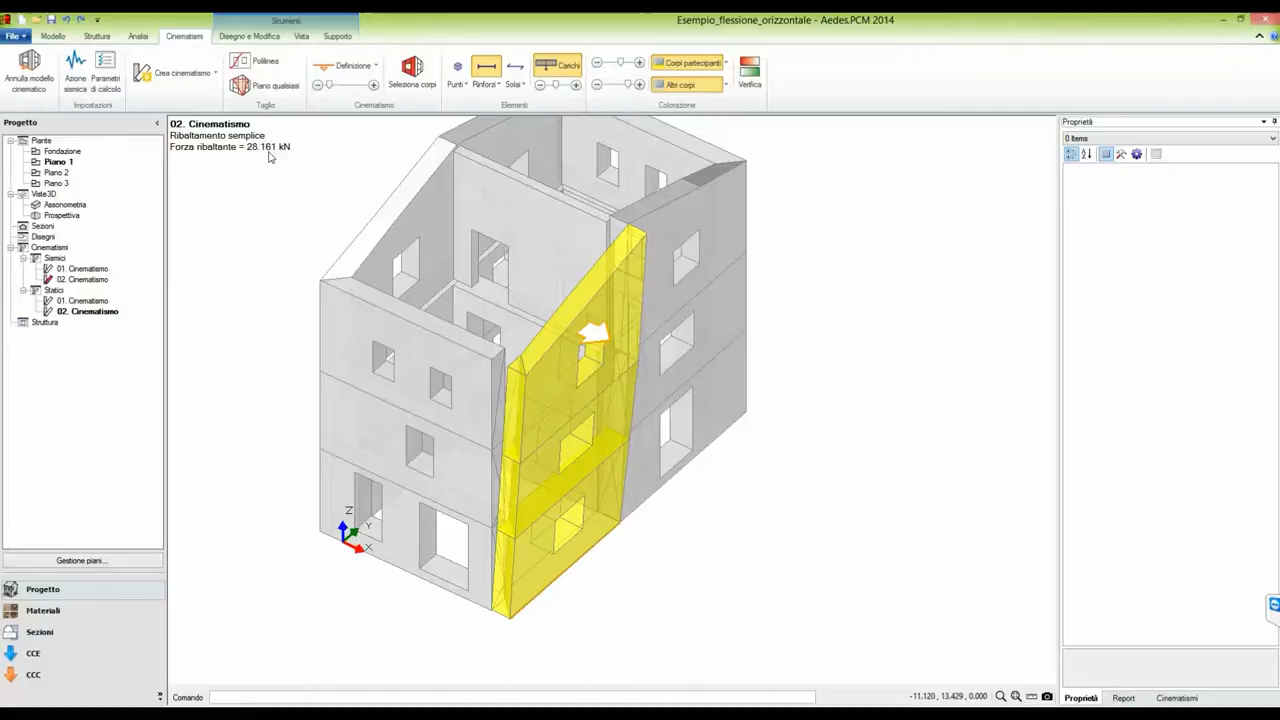 Strumenti
Esempio_flessione_orizzontale - Aedes.PCM 2014
File
Modello
Struttura
Analisi
Cinematismi
Disegno e Modifica
Vista
Supporto
Annulla modello cinematico
Azione sismica
Parametri di calcolo
Impostazioni
Crea cinematismo
Polilinea
Piano qualsiasi
Taglio
Definizione
Seleziona corpi
Cinematismo
Punti
Rinforzi
Solai
Carichi
Elementi
Corpi partecipanti
Altri corpi
Colorazione
Verifica
Progetto
Piante
Fondazione
Piano 1
Piano 2
Piano 3
Viste3D
Assonometria
Prospettiva
Sezioni
Disegni
Cinematismi
Sismici
01. Cinematismo
02. Cinematismo
Statici
01. Cinematismo
02. Cinematismo
Struttura
Gestione piani...
Progetto
Materiali
Sezioni
CCE
CCC
02. Cinematismo
Ribaltamento semplice
Forza ribaltante = 28.161 kN
Z
Y
X
Comando
-11.120 , 13.429 , 0.000
Proprietà
0 Items
Proprietà
Report
Cinematismi